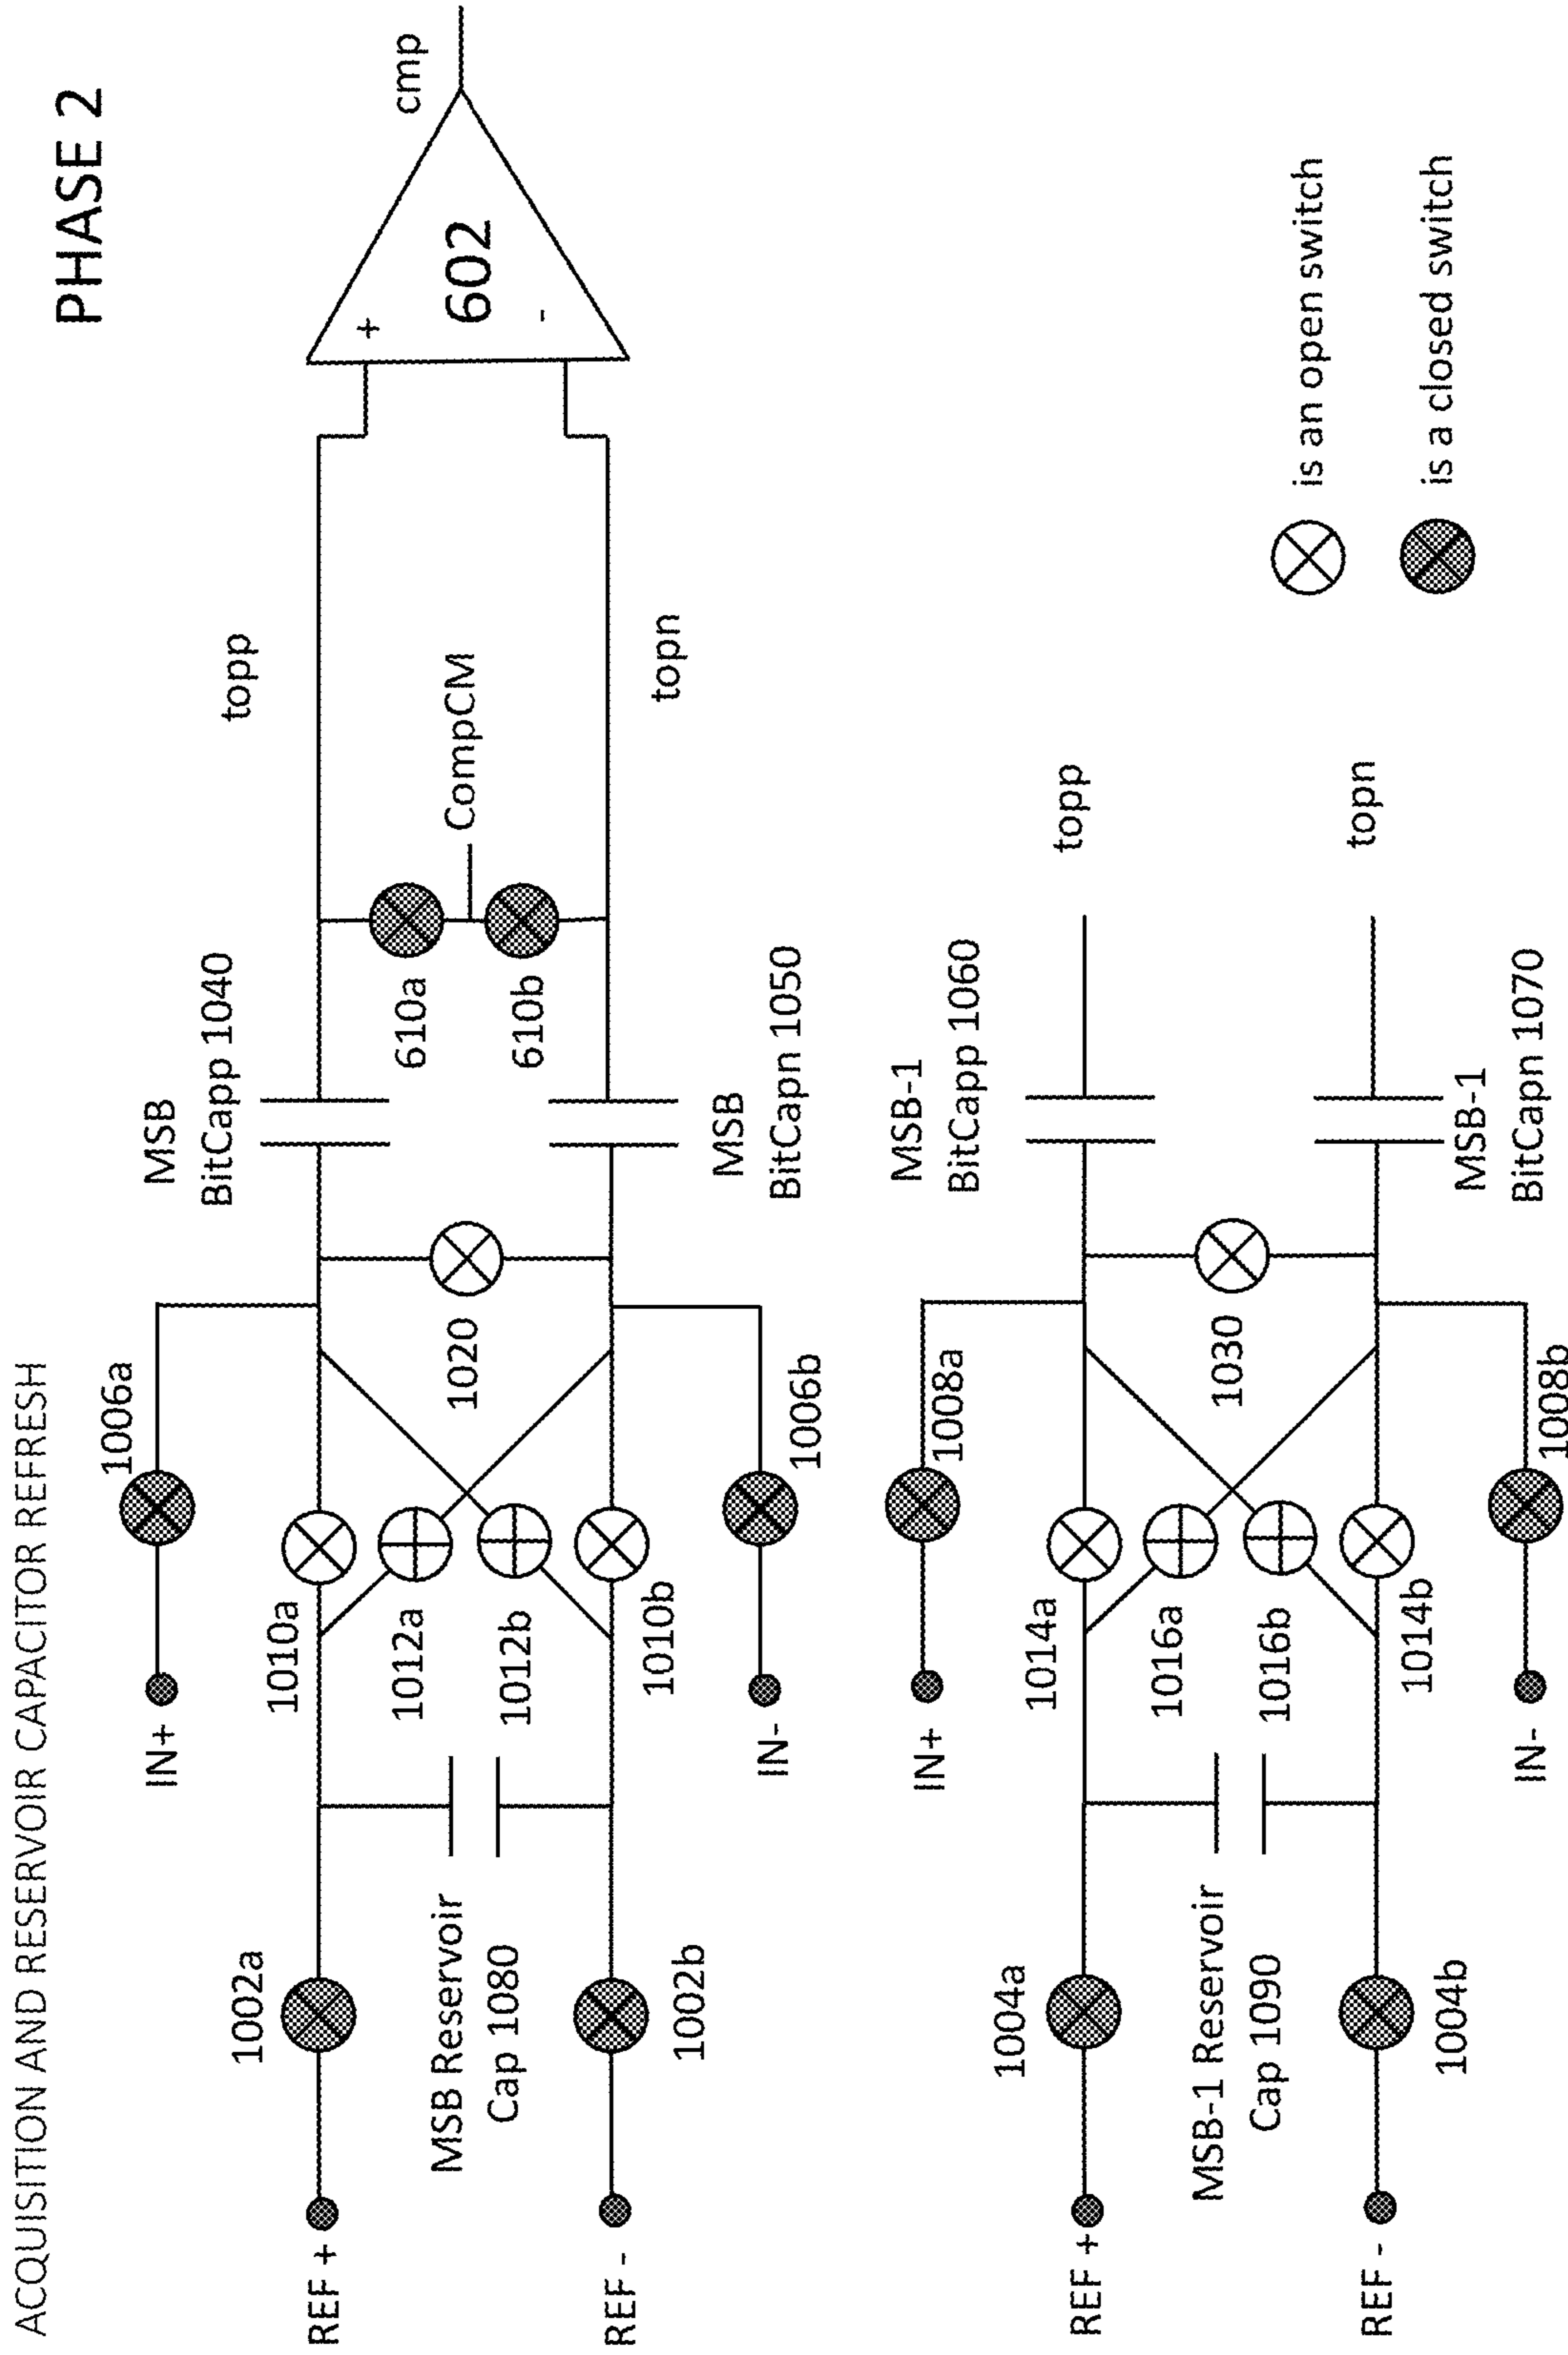 ACQUISITION AND RESERVOIR CAPACITOR REFRESH
PHASE 2
IN+
1006a
MSB
BitCapp 1040
topp
REF +
1002a
1010a
1012a
610a
+
cmp
MSB Reservoir
Cap 1080
1020
CompCM
602
1012b
610b
-
REF -
1002b
1010b
topn
IN-
1006b
MSB
BitCapn 1050
IN+
1008a
MSB-1
BitCapp 1060
REF +
1004a
1014a
topp
1016a
MSB-1 Reservoir
Cap 1090
1030
1016b
is an open switch
REF -
1004b
1014b
topn
is a closed switch
IN-
1008b
MSB-1
BitCapn 1070